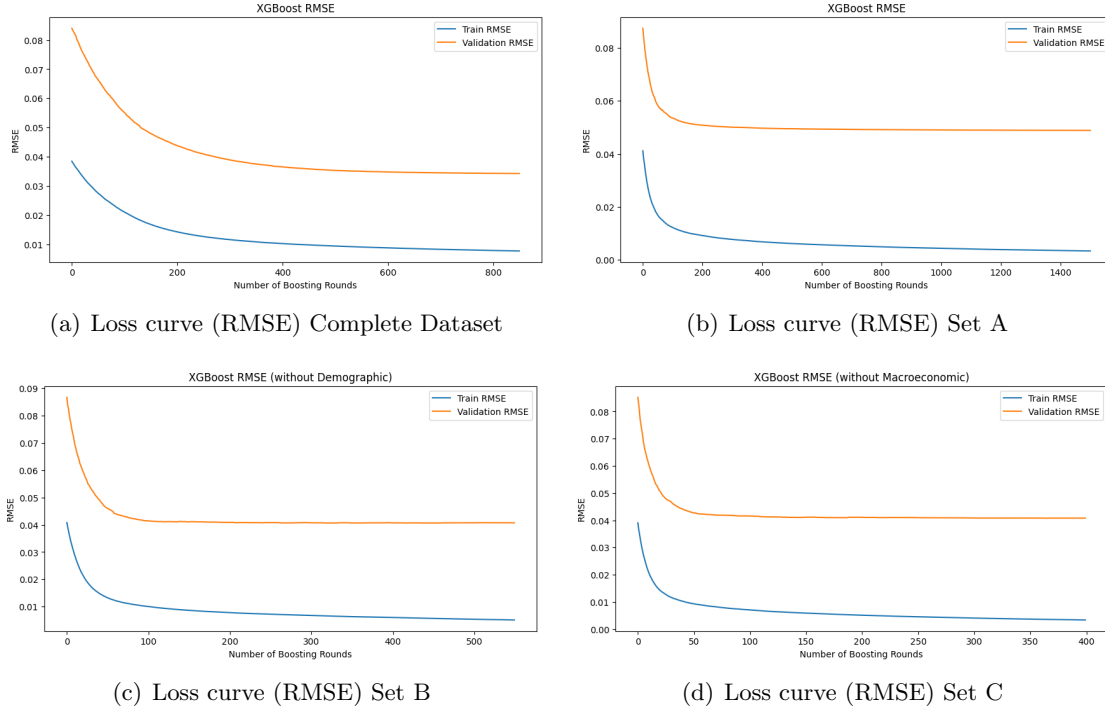 XGBoost RMSE
Train RMSE
Validation RMSE
0.08
0.07
0.06
0.05
0.04
0.03
0.02
0.01
RMSE
0
200
400
600
800
Number of Boosting Rounds
(a) Loss curve (RMSE) Complete Dataset
XGBoost RMSE
Train RMSE
Validation RMSE
0.08
0.06
0.04
0.02
0.00
RMSE
0
200
400
600
800
1000
1200
1400
Number of Boosting Rounds
(b) Loss curve (RMSE) Set A
XGBoost RMSE (without Demographic)
Train RMSE
Validation RMSE
0.09
0.08
0.07
0.06
0.05
0.04
0.03
0.02
0.01
RMSE
0
100
200
300
400
500
Number of Boosting Rounds
(c) Loss curve (RMSE) Set B
XGBoost RMSE (without Macroeconomic)
Train RMSE
Validation RMSE
0.08
0.07
0.06
0.05
0.04
0.03
0.02
0.01
0.00
RMSE
0
50
100
150
200
250
300
350
400
Number of Boosting Rounds
(d) Loss curve (RMSE) Set C